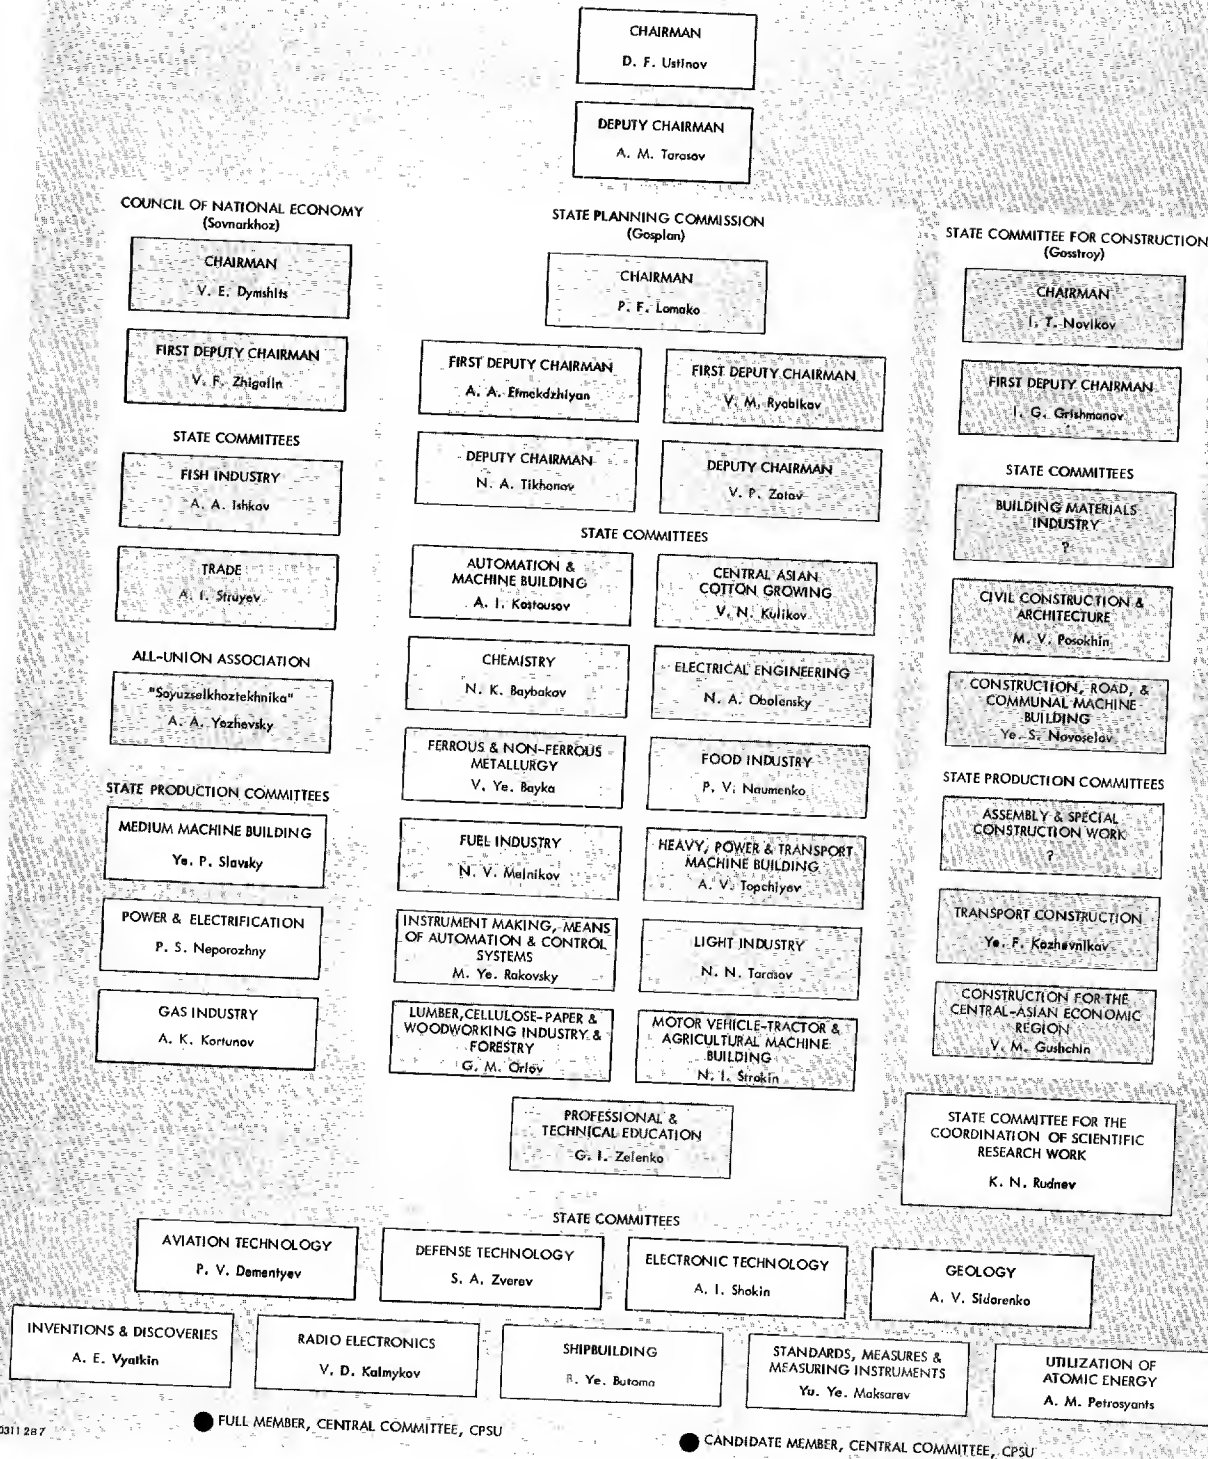 CHAIRMAN
D. F. Ustinov
DEPUTY CHAIRMAN
A. M. Tarasov
COUNCIL OF NATIONAL ECONOMY
(Sovnarkhoz)
CHAIRMAN
V. E. Dymshits
FIRST DEPUTY CHAIRMAN
V. F. Zhigalin
STATE COMMITTEES
FISH INDUSTRY
A. A. Ishkov
TRADE
A. I. Struyev
ALL-UNION ASSOCIATION
"Soyuzselkhoztekhnika"
A. A. Yezhevsky
STATE PRODUCTION COMMITTEES
MEDIUM MACHINE BUILDING
Ye. P. Slavsky
POWER & ELECTRIFICATION
P. S. Neporozhny
GAS INDUSTRY
A. K. Kortunov
STATE PLANNING COMMISSION
(Gosplan)
CHAIRMAN
P. F. Lomako
FIRST DEPUTY CHAIRMAN
A. A. Etmekdzhiyan
FIRST DEPUTY CHAIRMAN
V. M. Ryabikov
DEPUTY CHAIRMAN
N. A. Tikhonov
DEPUTY CHAIRMAN
V. P. Zotov
STATE COMMITTEES
AUTOMATION &
MACHINE BUILDING
A. I. Kostousov
CENTRAL ASIAN
COTTON GROWING
V. N. Kulikov
CHEMISTRY
N. K. Baybakov
ELECTRICAL ENGINEERING
N. A. Obolensky
FERROUS & NON-FERROUS
METALLURGY
V. Ye. Boyko
FOOD INDUSTRY
P. V. Naumenko
FUEL INDUSTRY
N. V. Melnikov
HEAVY, POWER & TRANSPORT
MACHINE BUILDING
A. V. Topchiyev
INSTRUMENT MAKING, MEANS
OF AUTOMATION & CONTROL
SYSTEMS
M. Ye. Rakovsky
LIGHT INDUSTRY
N. N. Tarasov
LUMBER,CELLULOSE-PAPER &
WOODWORKING INDUSTRY &
FORESTRY
G. M. Orlov
MOTOR VEHICLE-TRACTOR &
AGRICULTURAL MACHINE
BUILDING
N. I. Strokin
PROFESSIONAL &
TECHNICAL EDUCATION
G. I. Zelenko
STATE COMMITTEE FOR CONSTRUCTION
(Gosstroy)
CHAIRMAN
I. T. Novikov
FIRST DEPUTY CHAIRMAN
I. G. Grishmanov
STATE COMMITTEES
BUILDING MATERIALS
INDUSTRY
?
CIVIL CONSTRUCTION &
ARCHITECTURE
M. V. Posokhin
CONSTRUCTION, ROAD, &
COMMUNAL MACHINE
BUILDING
Ye. S. Novoselov
STATE PRODUCTION COMMITTEES
ASSEMBLY & SPECIAL
CONSTRUCTION WORK
?
TRANSPORT CONSTRUCTION
Ye. F. Kozhevnikov
CONSTRUCTION FOR THE
CENTRAL-ASIAN ECONOMIC
REGION
V. M. Gushchin
STATE COMMITTEE FOR THE
COORDINATION OF SCIENTIFIC
RESEARCH WORK
K. N. Rudnev
STATE COMMITTEES
AVIATION TECHNOLOGY
P. V. Dementyev
DEFENSE TECHNOLOGY
S. A. Zverev
ELECTRONIC TECHNOLOGY
A. I. Shokin
GEOLOGY
A. V. Sidorenko
INVENTIONS & DISCOVERIES
A. E. Vyatkin
RADIO ELECTRONICS
V. D. Kalmykov
SHIPBUILDING
B. Ye. Butoma
STANDARDS, MEASURES &
MEASURING INSTRUMENTS
Yu. Ye. Maksarev
UTILIZATION OF
ATOMIC ENERGY
A. M. Petrosyants
FULL MEMBER, CENTRAL COMMITTEE, CPSU
CANDIDATE MEMBER, CENTRAL COMMITTEE, CPSU